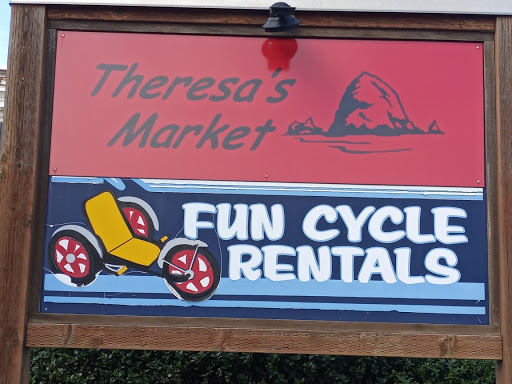 Theresa's
Market
FUN CYCLE
RENTALS